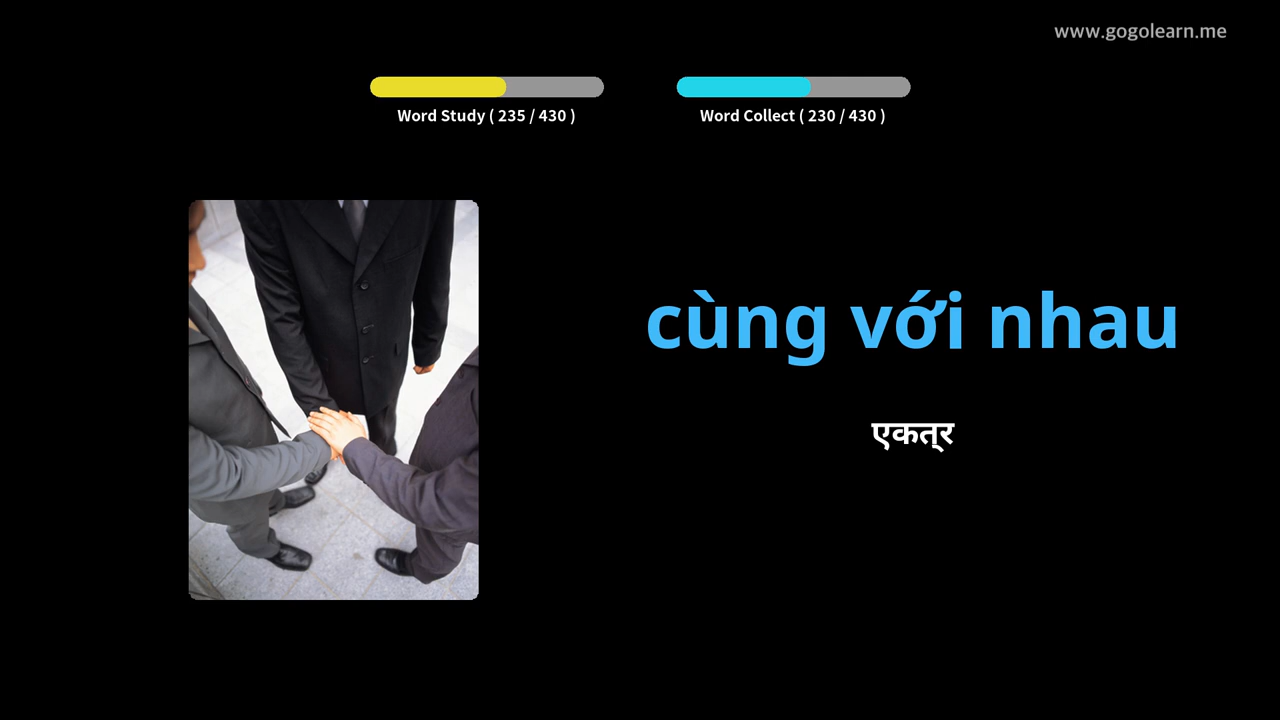 www.gogolearn.me
Word Study ( 235 / 430 )
Word Collect ( 230 / 430 )
cùng với nhau
एकत्र